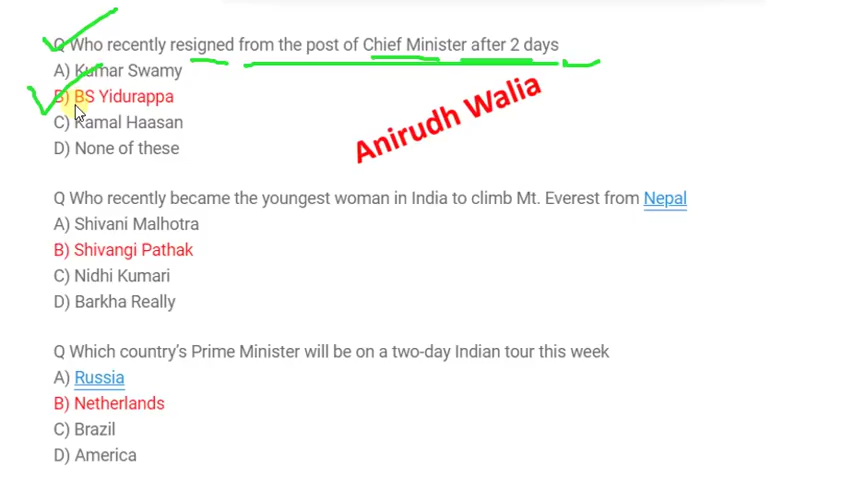 Q Who recently resigned from the post of Chief Minister after 2 days
A) Kumar Swamy
B) BS Yidurappa
C) Kamal Haasan
D) None of these
Anirudh Walia
Q Who recently became the youngest woman in India to climb Mt. Everest from Nepal
A) Shivani Malhotra
B) Shivangi Pathak
C) Nidhi Kumari
D) Barkha Really
Q Which country's Prime Minister will be on a two-day Indian tour this week
A) Russia
B) Netherlands
C) Brazil
D) America